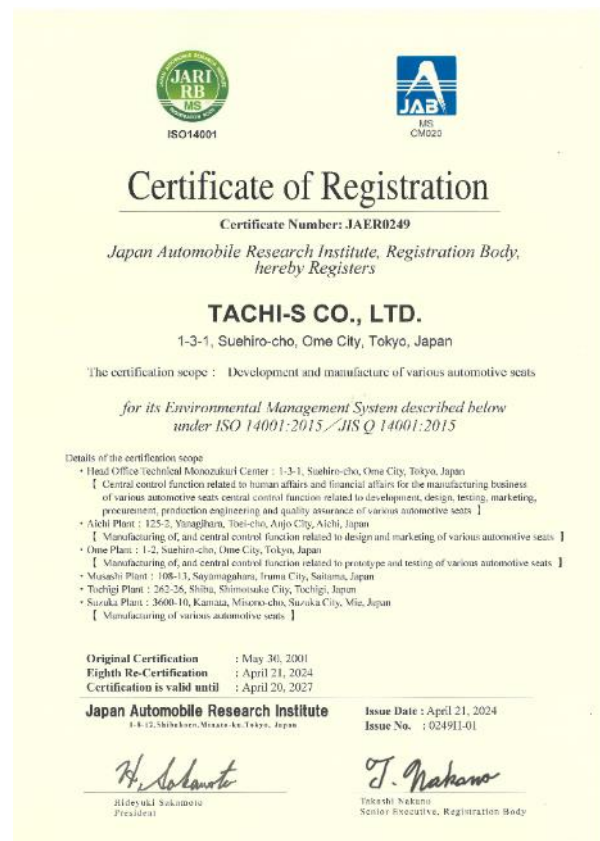 JARI
RB
MS
ISO14001
JAB
MS
CM020
Certificate of Registration
Certificate Number: JAER0249
Japan Automobile Research Institute, Registration Body,
hereby Registers
TACHI-S CO., LTD.
1-3-1, Suehiro-cho, Ome City, Tokyo, Japan
The certification scope : Development and manufacture of various automotive seats
for its Environmental Management System described below
under ISO 14001:2015／JIS Q 14001:2015
Details of the certification scope
・Head Office Technical Monozukuri Center : 1-3-1, Suehiro-cho, Ome City, Tokyo, Japan
【 Central control function related to human affairs and financial affairs for the manufacturing business
of various automotive seats central control function related to development, design, testing, marketing,
procurement, production engineering and quality assurance of various automotive seats 】
・Aichi Plant : 125-2, Yanagihara, Toei-cho, Anjo City, Aichi, Japan
【 Manufacturing of, and central control function related to design and marketing of various automotive seats 】
・Ome Plant : 1-2, Suehiro-cho, Ome City, Tokyo, Japan
【 Manufacturing of, and central control function related to prototype and testing of various automotive seats 】
・Musashi Plant : 108-13, Sayamagahara, Iruma City, Saitama, Japan
・Tochigi Plant : 262-26, Shiba, Shimotsuke City, Tochigi, Japan
・Suzuka Plant : 3600-10, Kamata, Misono-cho, Suzuka City, Mie, Japan
【 Manufacturing of various automotive seats 】
Original Certification : May 30, 2001
Eighth Re-Certification : April 21, 2024
Certification is valid until : April 20, 2027
Japan Automobile Research Institute
Issue Date : April 21, 2024
Issue No. : 0249H-01
H. Sakamoto
T. Nakano
Hideyuki Sakamoto
President
Takashi Nakano
Senior Executive, Registration Body